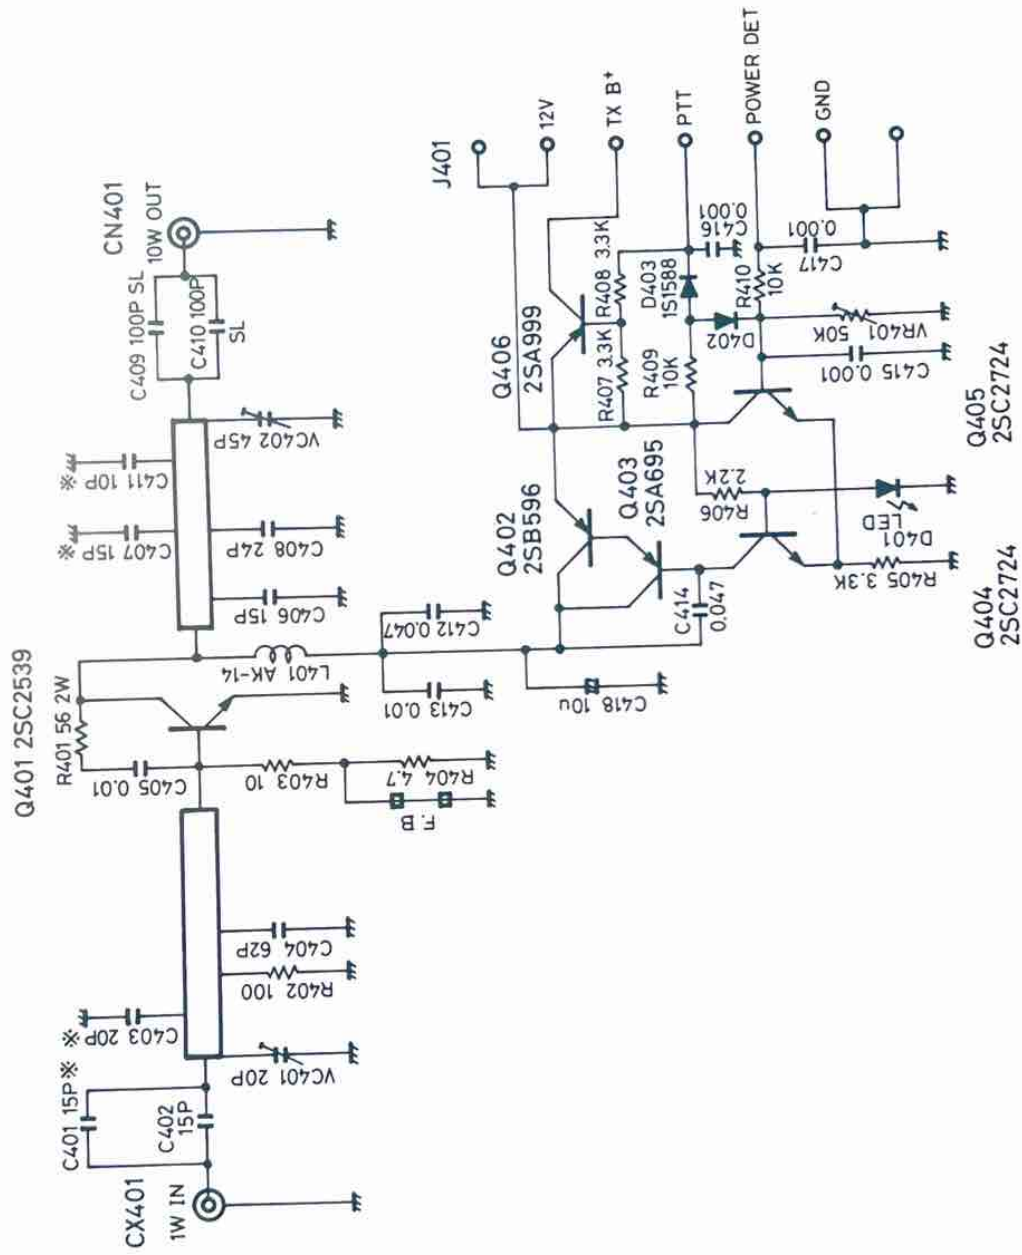 CX401
1W IN
C401 15P※
C402
15P
VC401 20P
C403 20P ※
R402 100
C404 62P
Q401 2SC2539
R401 56 2W
C405 0.01
R403 10
R404
4.7
F.B
L401
AK-14
C413 0.01
C412 0.047
C418 10u
C406 15P
C407 15P ※
C408 24P
C411 10P ※
VC402 45P
C409 100P SL
C410 100P
SL
CN401
10W OUT
Q402
2SB596
Q403
2SA695
C414
0.047
Q406
2SA999
R407 3.3K
R408 3.3K
R409
10K
D403
1S1588
D402
C416
0.001
R410
10K
C417
0.001
VR401
50K
C415 0.001
R406
2.2K
D401
LED
R405 3.3K
Q404
2SC2724
Q405
2SC2724
J401
12V
TX B+
PTT
POWER DET
GND